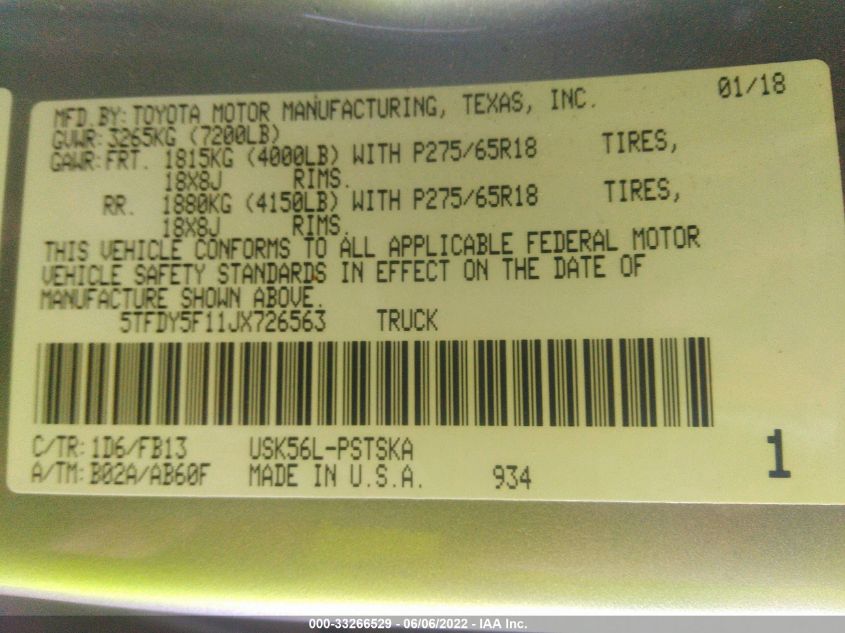 MFD.BY: TOYOTA MOTOR MANUFACTURING, TEXAS, INC. 01/18
GVWR: 3265KG (7200LB)
GAWR: FRT. 1815KG (4000LB) WITH P275/65R18 TIRES,
18X8J RIMS.
RR. 1880KG (4150LB) WITH P275/65R18 TIRES,
18X8J RIMS.
THIS VEHICLE CONFORMS TO ALL APPLICABLE FEDERAL MOTOR
VEHICLE SAFETY STANDARDS IN EFFECT ON THE DATE OF
MANUFACTURE SHOWN ABOVE.
5TFDY5F11JX726563 TRUCK
C/TR: 1D6/FB13 USK56L-PSTSKA
A/TM: B02A/AB60F MADE IN U.S.A. 934 1
000-33266529 - 06/06/2022 - IAA Inc.